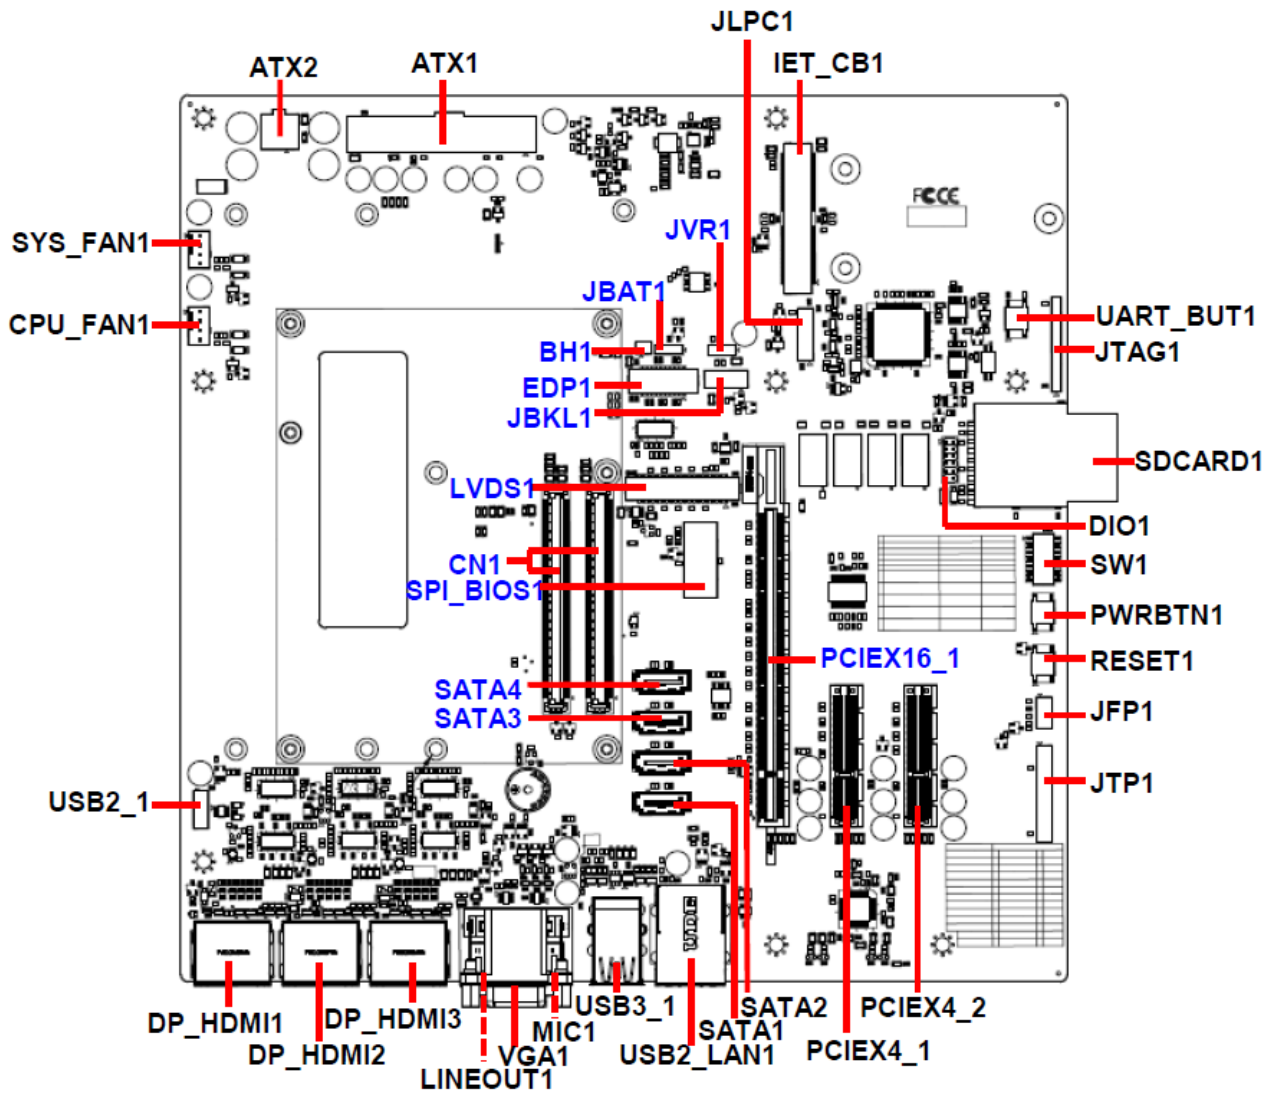 JLPC1
ATX2
ATX1
IET_CB1
FCCE
SYS_FAN1
JVR1
JBAT1
CPU_FAN1
UART_BUT1
BH1
JTAG1
EDP1
JBKL1
SDCARD1
LVDS1
DIO1
CN1
SW1
SPI_BIOS1
PWRBTN1
PCIEX16_1
RESET1
SATA4
SATA3
JFP1
JTP1
USB2_1
DP_HDMI1
DP_HDMI3
DP_HDMI2
LINEOUT1
VGA1
MIC1
USB3_1
USB2_LAN1
SATA1
SATA2
PCIEX4_2
PCIEX4_1